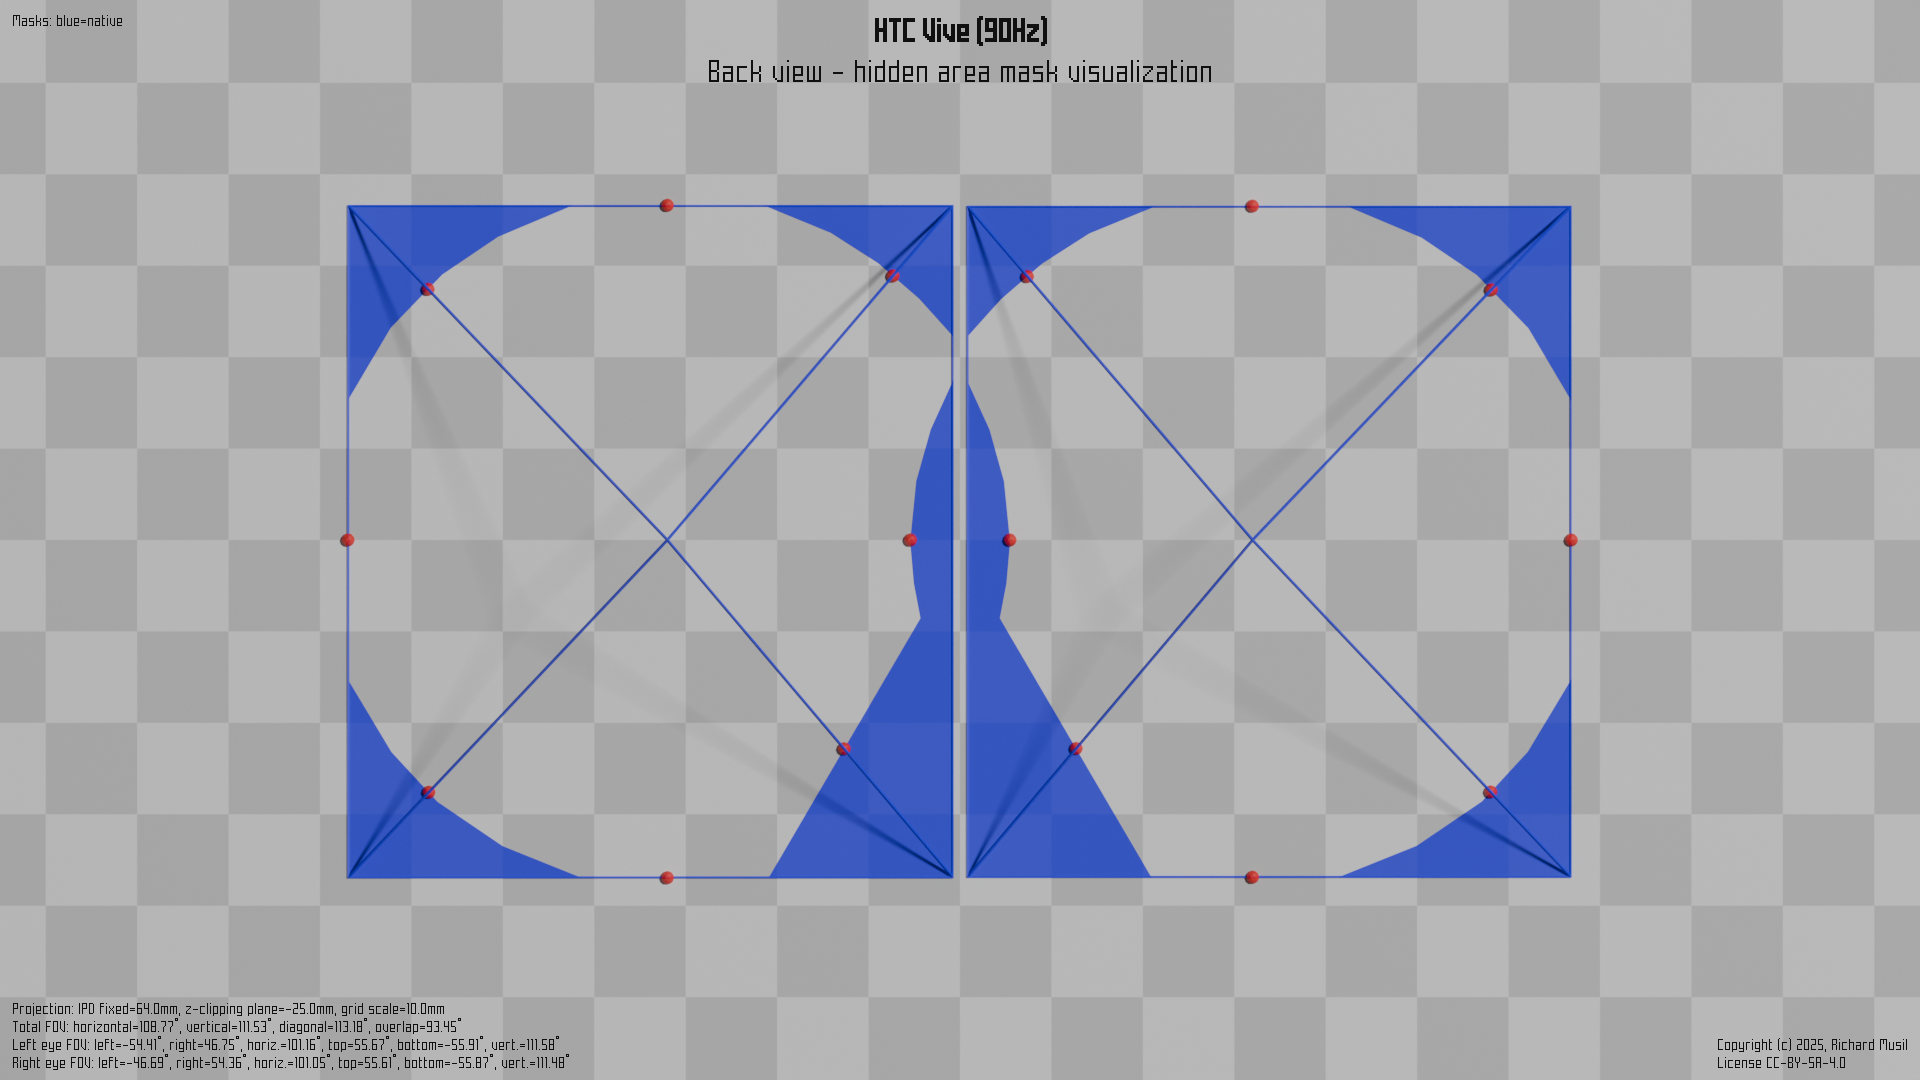 Masks: blue=native
HTC Vive (90Hz)
Back view - hidden area mask visualization
Projection: IPD fixed=64.0mm, z-clipping plane=-25.0mm, grid scale=10.0mm
Total FOV: horizontal=108.77°, vertical=111.53°, diagonal=113.18°, overlap=93.45°
Left eye FOV: left=-54.41°, right=46.75°, horiz.=101.16°, top=55.67°, bottom=-55.91°, vert.=111.58°
Right eye FOV: left=-46.69°, right=54.36°, horiz.=101.05°, top=55.61°, bottom=-55.87°, vert.=111.48°
Copyright (c) 2025, Richard Musil
License CC-BY-SA-4.0